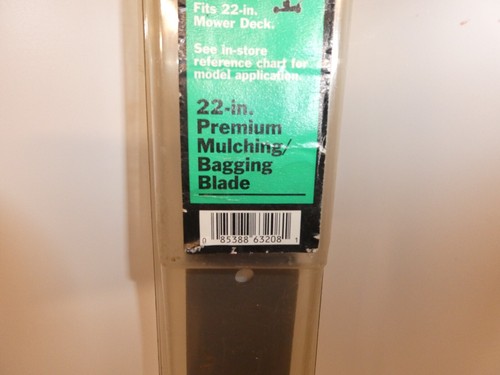 Fits 22-in.
Mower Deck.
See in-store
reference chart for
model application.
22-in.
Premium
Mulching/
Bagging
Blade
0 85388 63208 1